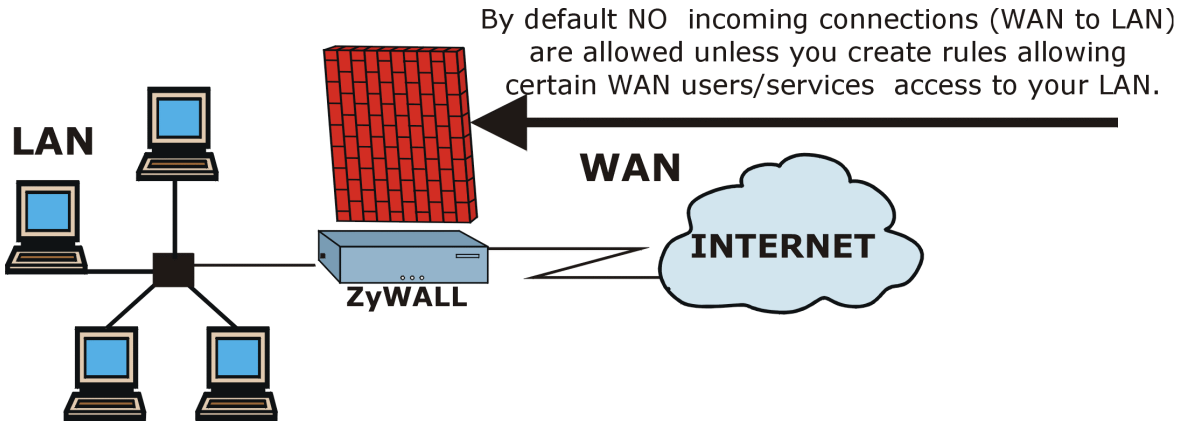 By default NO incoming connections (WAN to LAN)
are allowed unless you create rules allowing
certain WAN users/services access to your LAN.
LAN
WAN
INTERNET
ZyWALL